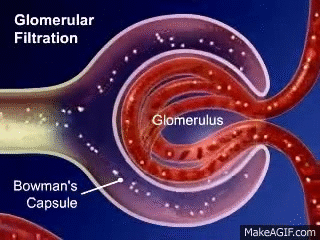 Glomerular
Filtration
Glomerulus
Bowman's
Capsule
MakeAGIF.com